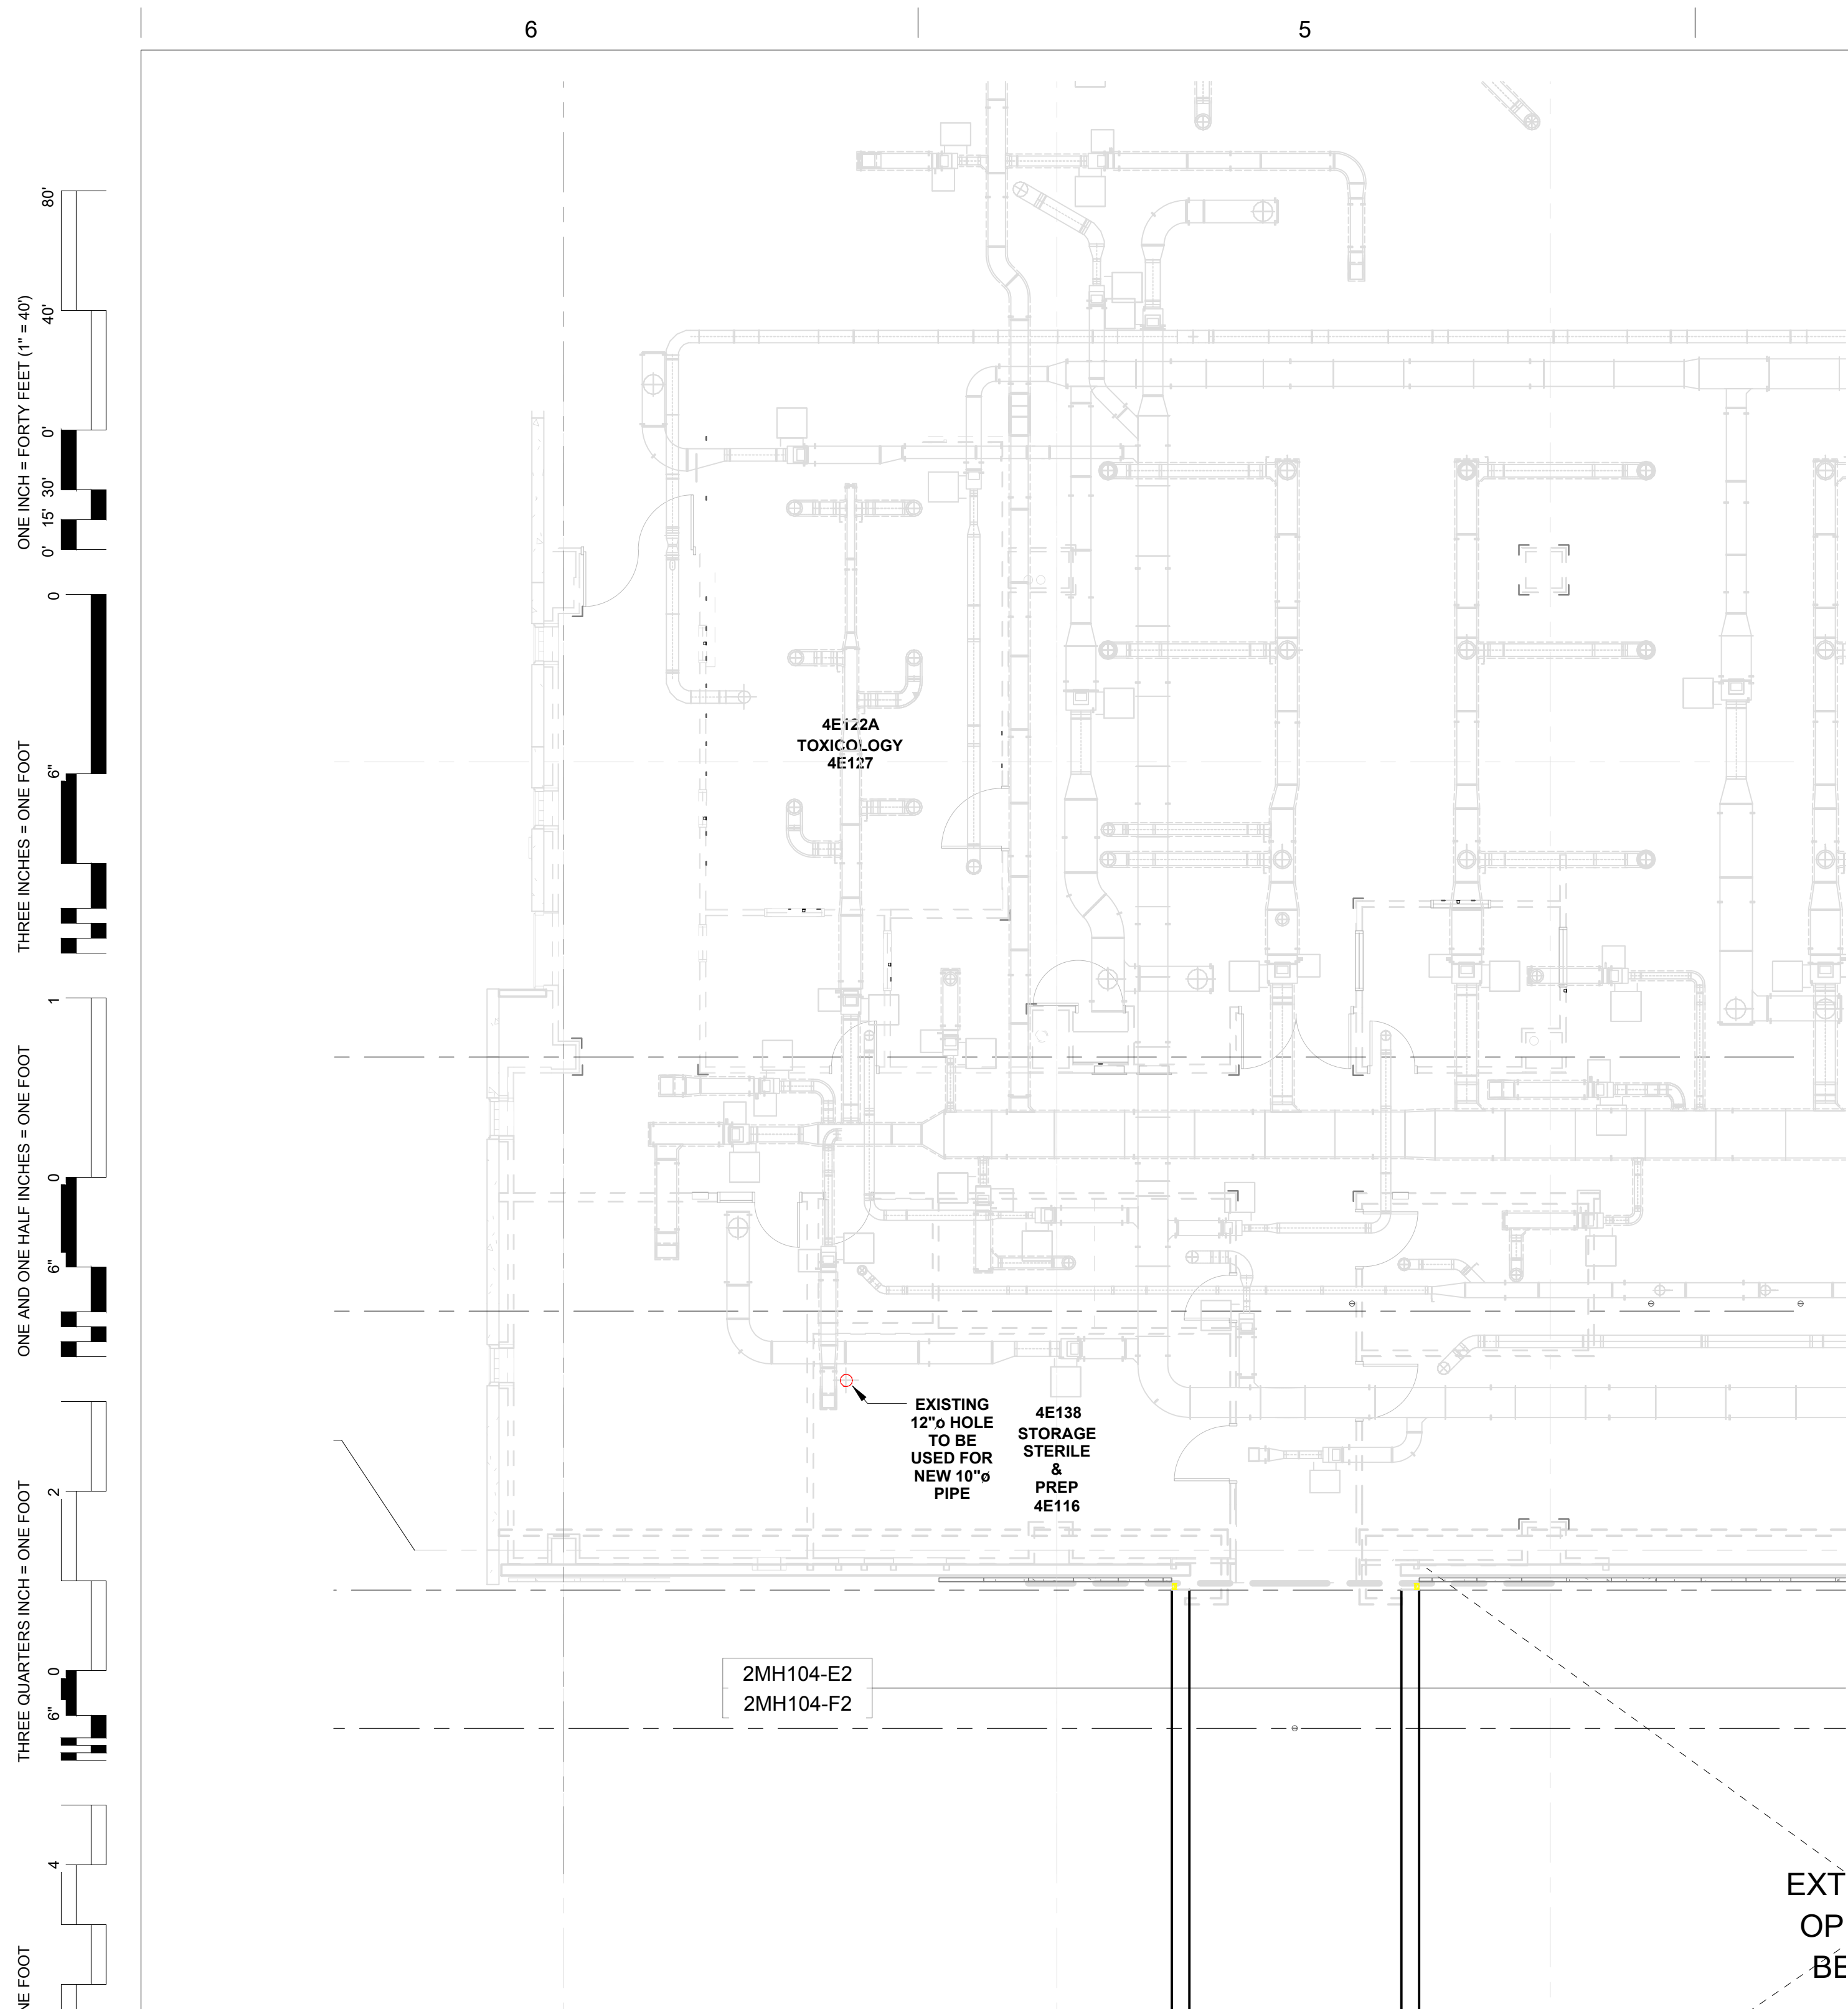 6
5
80'
40'
0'
30'
15'
0'
ONE INCH = FORTY FEET (1" = 40')
0
6"
THREE INCHES = ONE FOOT
1
0
6"
ONE AND ONE HALF INCHES = ONE FOOT
2
0
6"
THREE QUARTERS INCH = ONE FOOT
4
NE FOOT
4E122A
TOXICOLOGY
4E127
EXISTING
12"ø HOLE
TO BE
USED FOR
NEW 10"ø
PIPE
4E138
STORAGE
STERILE
&
PREP
4E116
2MH104-E2
2MH104-F2
EXT
OP
BE